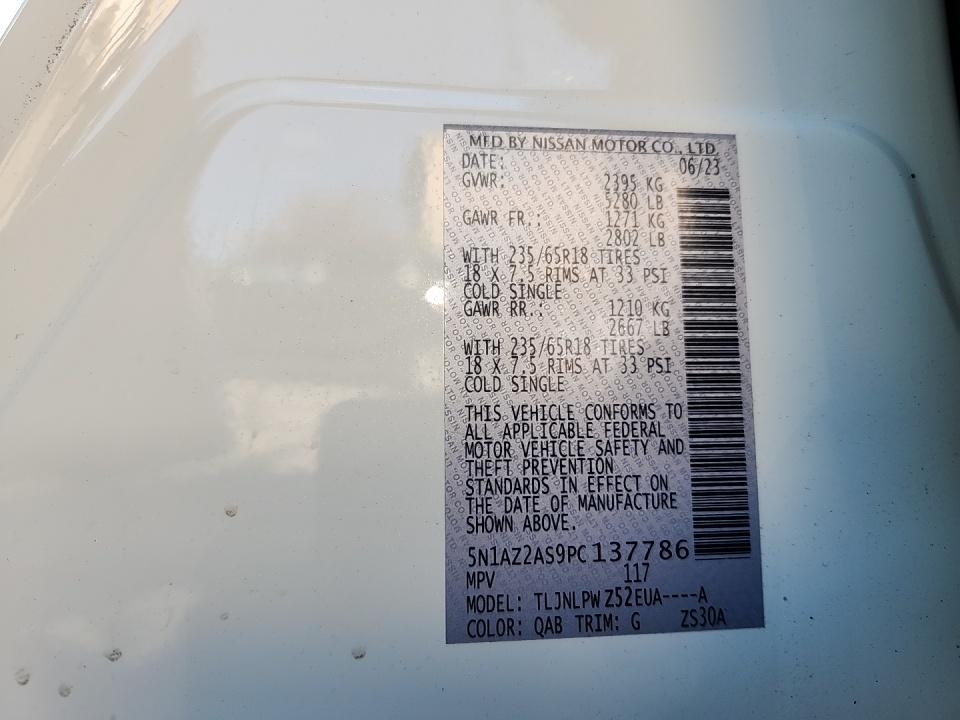 MFD BY NISSAN MOTOR CO., LTD.
DATE: 06/23
GVWR: 2395 KG
5280 LB
GAWR FR.: 1271 KG
2802 LB
WITH 235/65R18 TIRES
18 X 7.5 RIMS AT 33 PSI
COLD SINGLE
GAWR RR.: 1210 KG
2667 LB
WITH 235/65R18 TIRES
18 X 7.5 RIMS AT 33 PSI
COLD SINGLE
THIS VEHICLE CONFORMS TO
ALL APPLICABLE FEDERAL
MOTOR VEHICLE SAFETY AND
THEFT PREVENTION
STANDARDS IN EFFECT ON
THE DATE OF MANUFACTURE
SHOWN ABOVE.
5N1AZ2AS9PC137786
MPV 117
MODEL: TLJNLPWZ52EUA----A
COLOR: QAB TRIM: G ZS30A